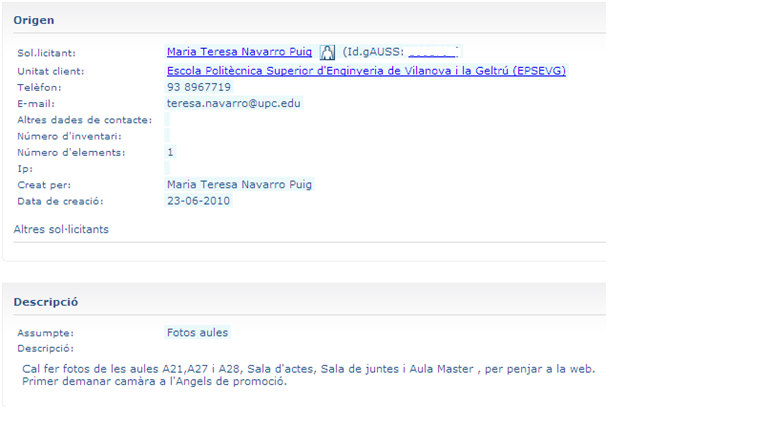 Origen
Sol.licitant: Maria Teresa Navarro Puig (Id.gAUSS:
Unitat client: Escola Politècnica Superior d'Enginveria de Vilanova i la Geltrú (EPSEVG)
Telèfon: 93 8967719
E-mail: teresa.navarro@upc.edu
Altres dades de contacte:
Número d'inventari:
Número d'elements: 1
Ip:
Creat per: Maria Teresa Navarro Puig
Data de creació: 23-06-2010
Altres sol·licitants
Descripció
Assumpte: Fotos aules
Descripció:
Cal fer fotos de les aules A21,A27 i A28, Sala d'actes, Sala de juntes i Aula Master , per penjar a la web.
Primer demanar camàra a l'Angels de promoció.